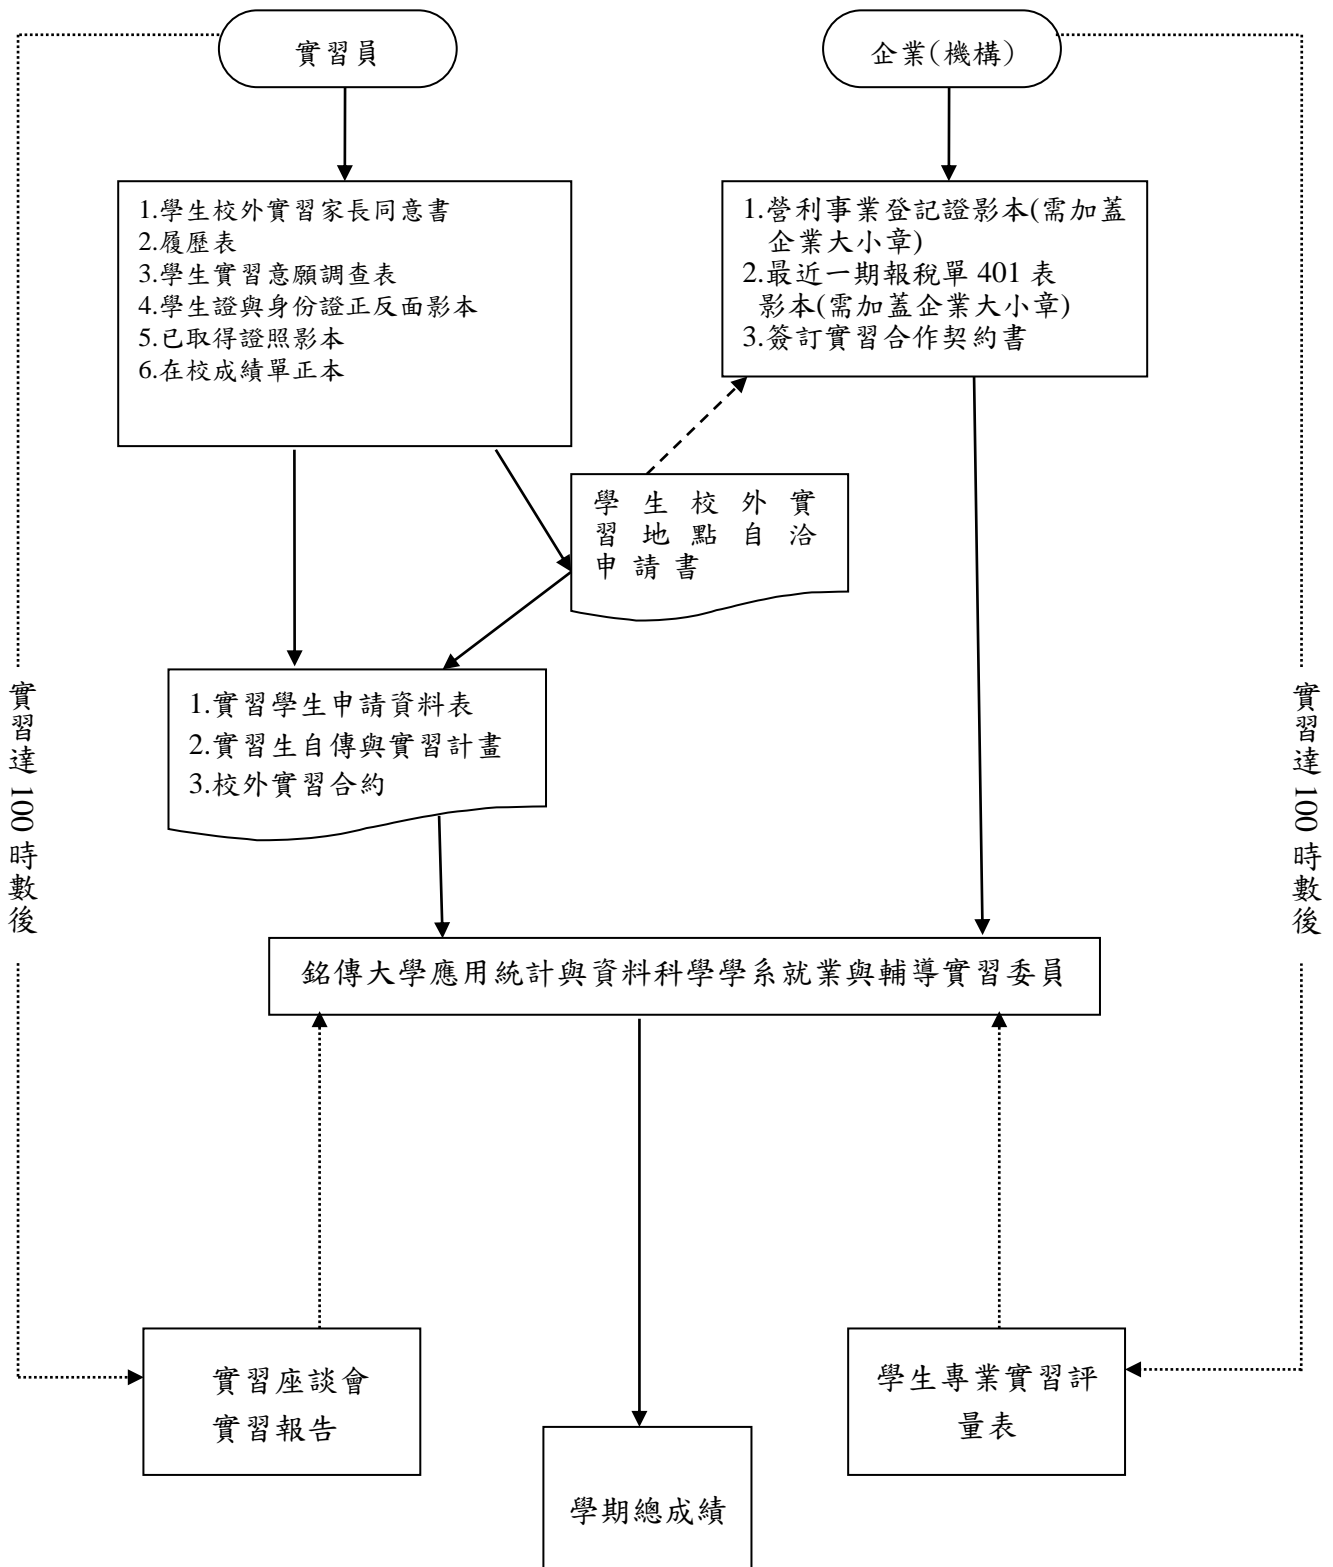 實習員
企業(機構)
1.學生校外實習家長同意書
2.履歷表
3.學生實習意願調查表
4.學生證與身份證正反面影本
5.已取得證照影本
6.在校成績單正本
1.營利事業登記證影本(需加蓋
企業大小章)
2.最近一期報稅單 401 表
影本(需加蓋企業大小章)
3.簽訂實習合作契約書
學生校外實
習地點自洽
申請書
1.實習學生申請資料表
2.實習生自傳與實習計畫
3.校外實習合約
實習達 100 時數後
實習達 100 時數後
銘傳大學應用統計與資料科學學系就業與輔導實習委員
實習座談會
實習報告
學生專業實習評
量表
學期總成績